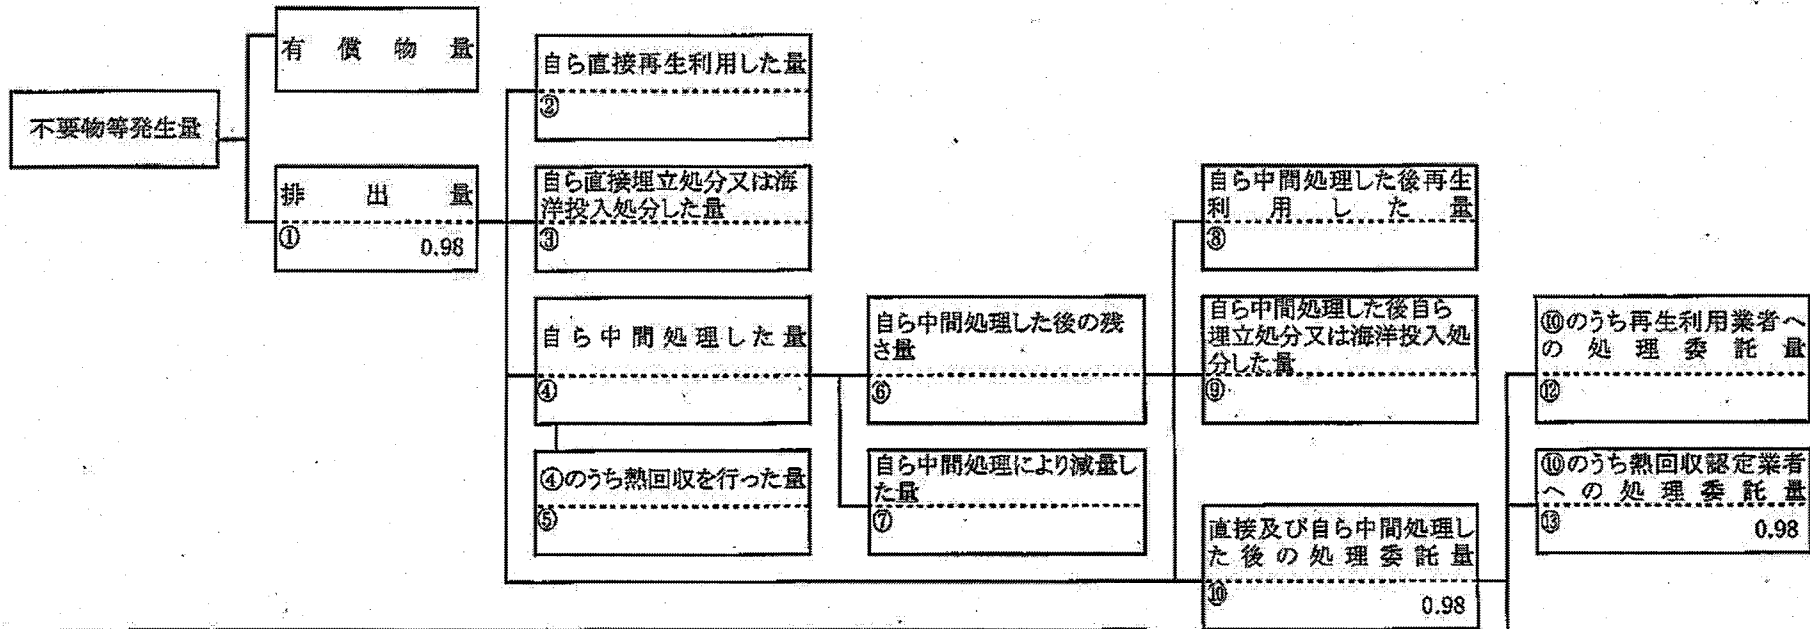 有償物量
不要物等発生量
排出量
①
0.98
自ら直接再生利用した量
②
自ら直接埋立処分又は海
洋投入処分した量
③
自ら中間処理した量
④
④のうち熱回収を行った量
⑤
自ら中間処理した後の残
さ量
⑥
自ら中間処理により減量し
た量
⑦
自ら中間処理した後再生
利用した量
⑧
自ら中間処理した後自ら
埋立処分又は海洋投入処
分した量
⑨
直接及び自ら中間処理し
た後の処理委託量
⑩
0.98
⑩のうち再生利用業者へ
の処理委託量
⑫
⑩のうち熱回収認定業者
への処理委託量
⑬
0.98